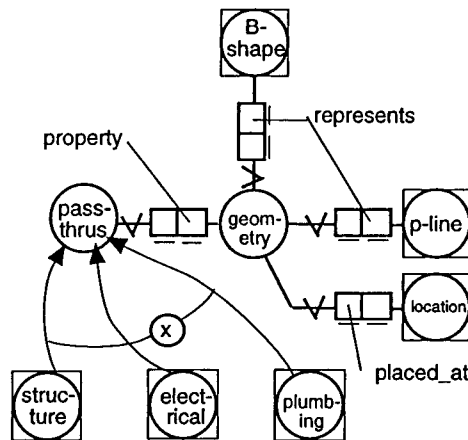 B-
shape
represents
property
pass-
thrus
geom-
etry
p-line
location
placed_at
x
struc-
ture
elect-
rical
plumb-
ing